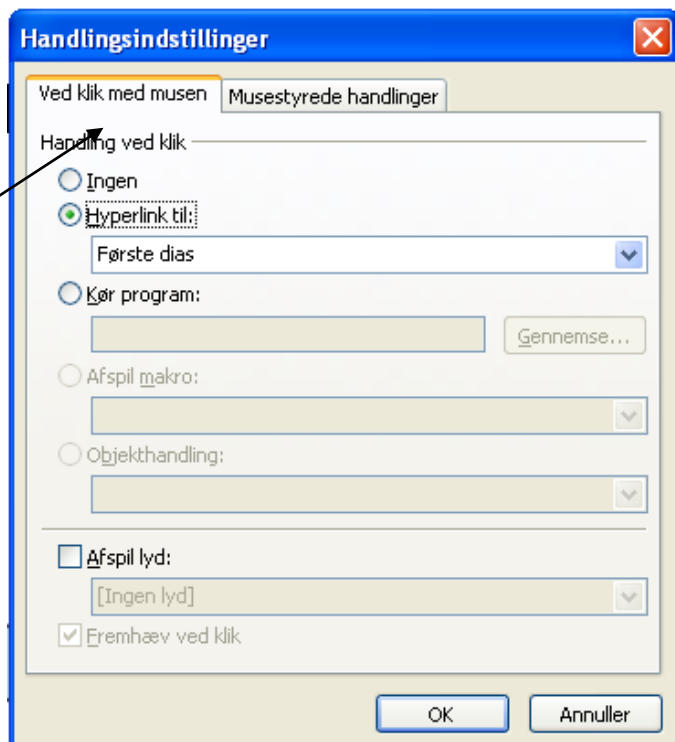 Handlingsindstillinger
Ved klik med musen Musestyrede handlinger
Handling ved klik
Ingen
Hyperlink til:
Første dias
Kør program:
Gennemse...
Afspil makro:
Objekthandling:
Afspil lyd:
[Ingen lyd]
Fremhæv ved klik
OK Annuller